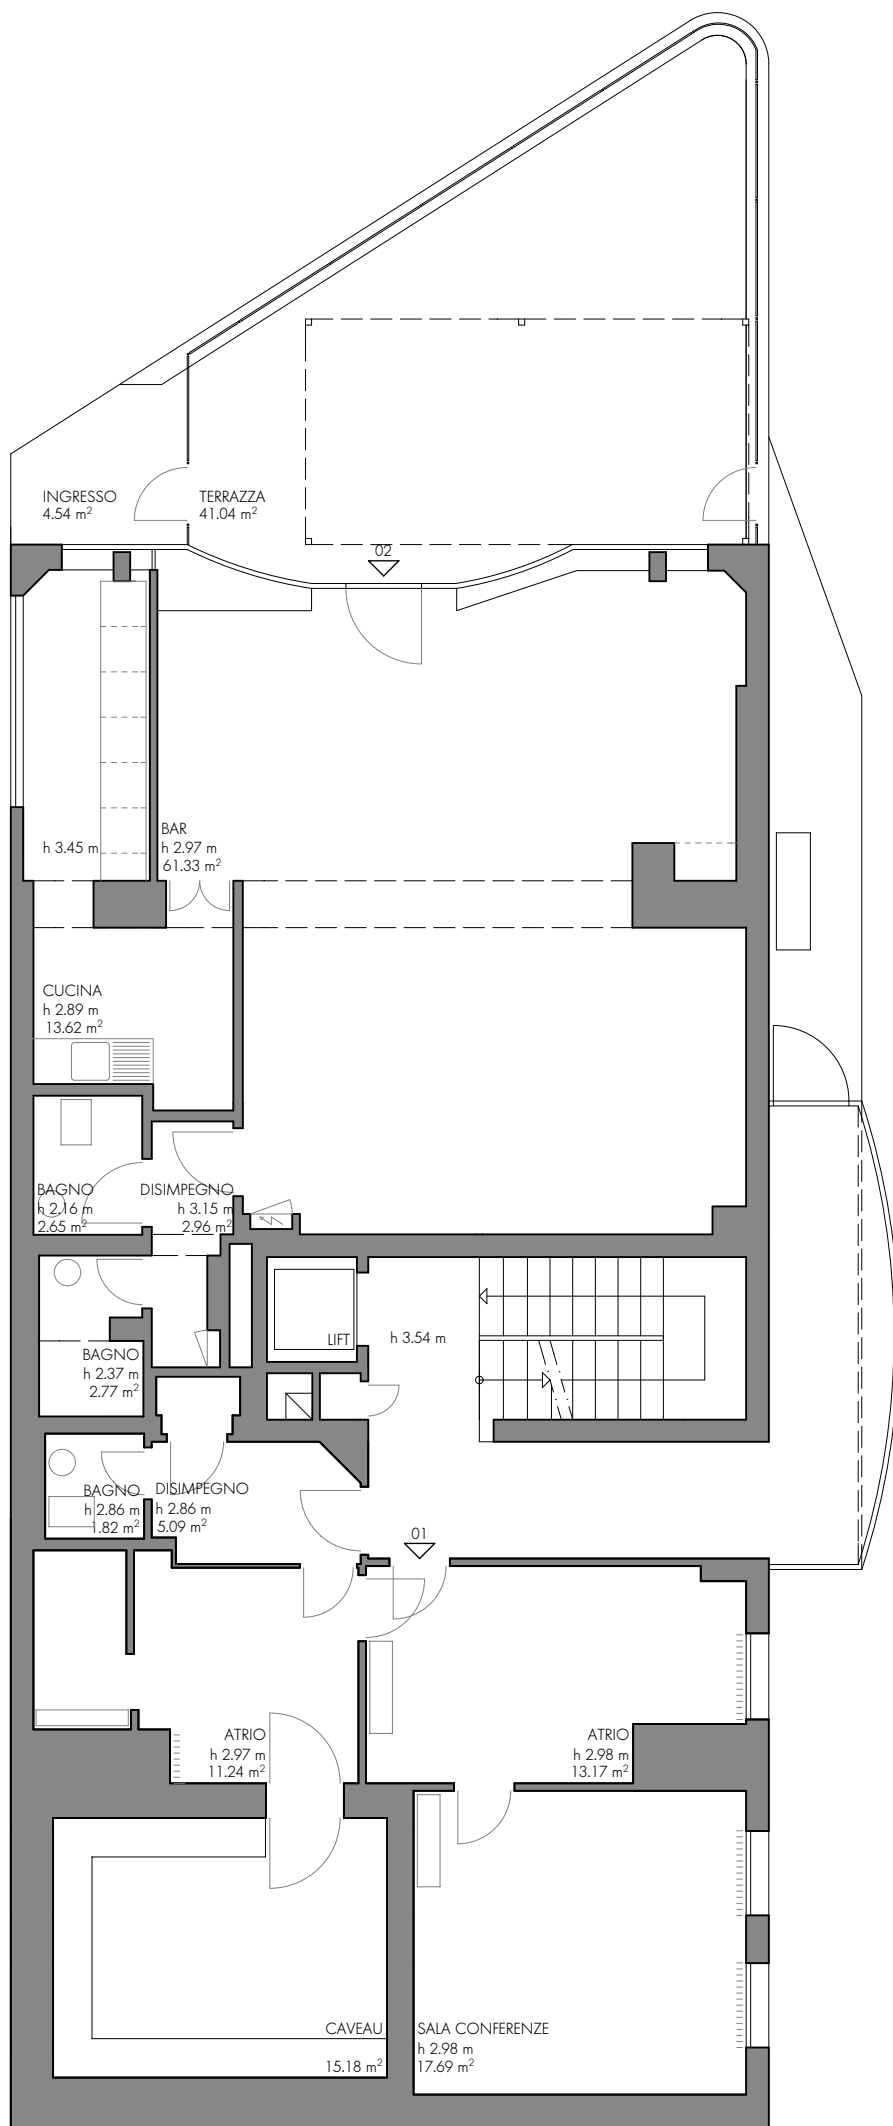 INGRESSO
4.54 m²
TERRAZZA
41.04 m²
02
BAR
h 2.97 m
61.33 m²
h 3.45 m
CUCINA
h 2.89 m
13.62 m²
BAGNO
h 2.16 m
2.65 m²
DISIMPEGNO
h 3.15 m
2.96 m²
LIFT
h 3.54 m
BAGNO
h 2.37 m
2.77 m²
BAGNO
h 2.86 m
1.82 m²
DISIMPEGNO
h 2.86 m
5.09 m²
01
ATRIO
h 2.97 m
11.24 m²
ATRIO
h 2.98 m
13.17 m²
CAVEAU
15.18 m²
SALA CONFERENZE
h 2.98 m
17.69 m²